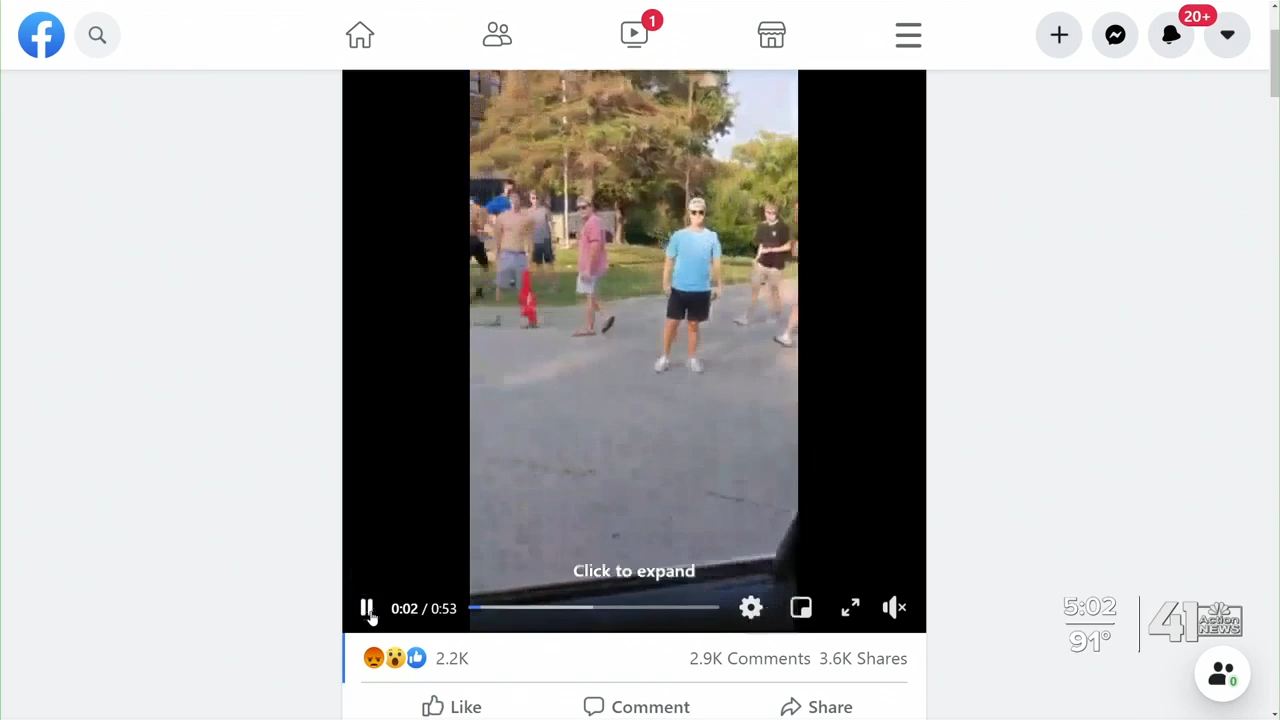 1
20+
Click to expand
0:02 / 0:53
5:02
91°
41 Action NEWS
0
2.2K
2.9K Comments 3.6K Shares
Like
Comment
Share